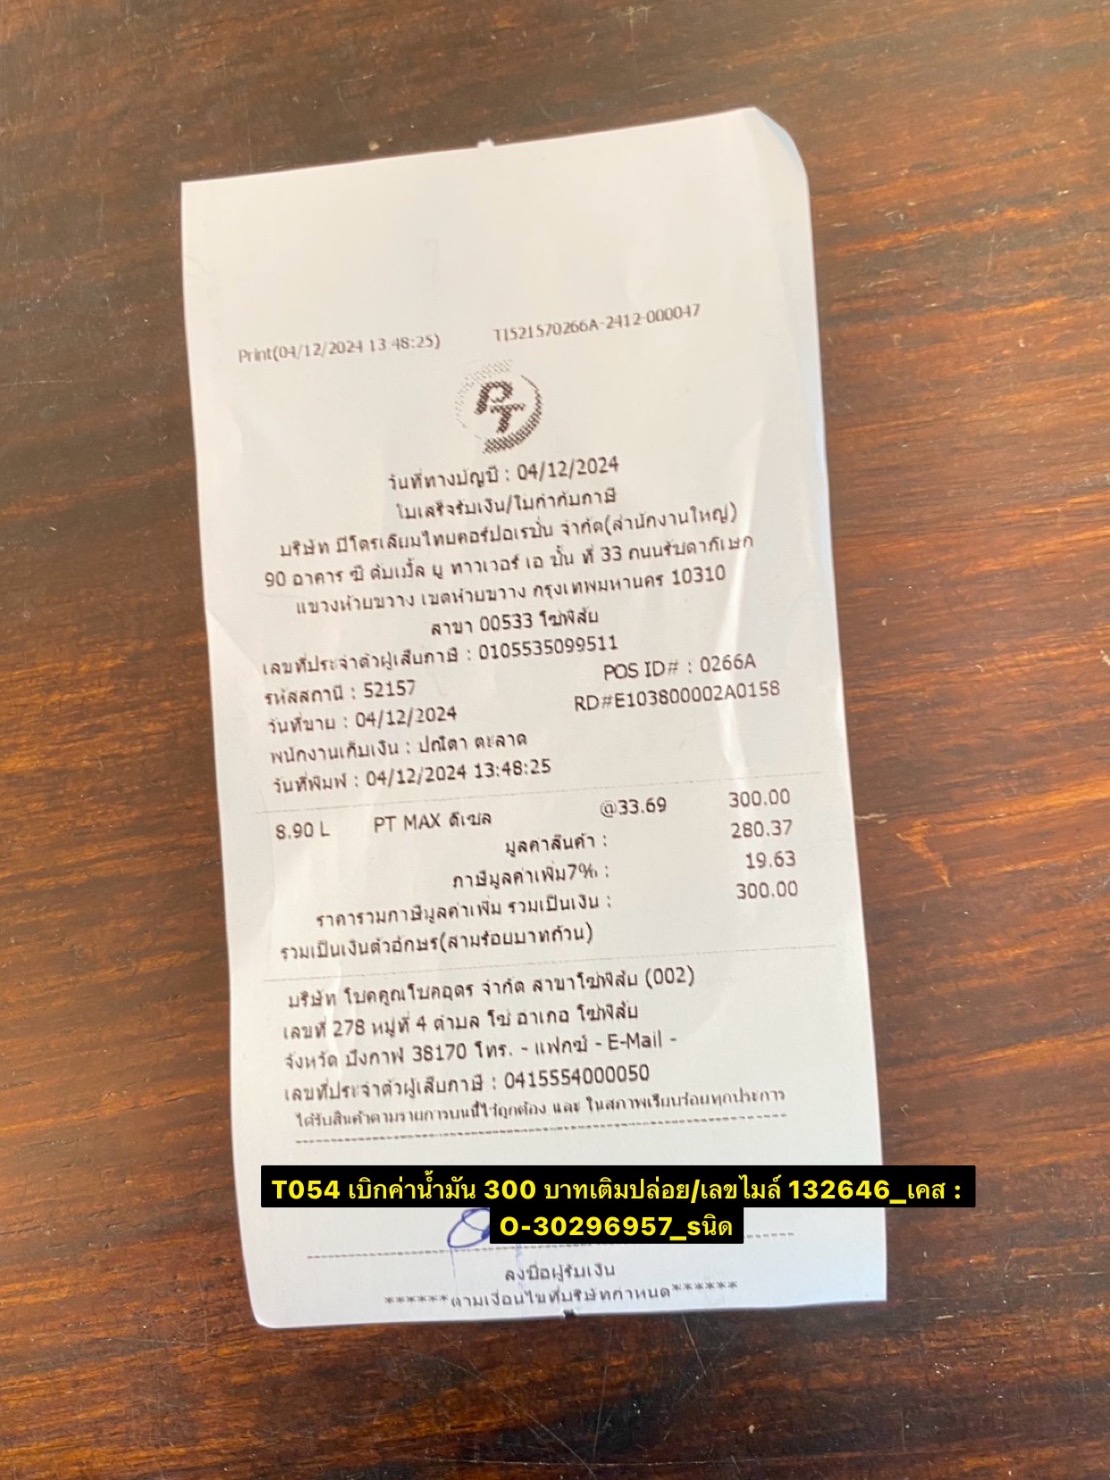 Print(04/12/2024 13:48:25) TI521570266A-2412-000047
PT
วันที่ทางบัญชี : 04/12/2024
ใบเสร็จรับเงิน/ใบกำกับภาษี
บริษัท ปิโตรเลียมไทยคอร์ปอเรชั่น จำกัด(สำนักงานใหญ่)
90 อาคาร ซี ดับเบิ้ล ยู ทาวเวอร์ เอ ชั้น ที่ 33 ถนนรัชดาภิเษก
แขวงห้วยขวาง เขตห้วยขวาง กรุงเทพมหานคร 10310
สาขา 00533 โซ่พิสัย
เลขที่ประจำตัวผู้เสียภาษี : 0105535099511
รหัสสถานี : 52157 POS ID# : 0266A
วันที่ขาย : 04/12/2024 RD#E103800002A0158
พนักงานเก็บเงิน : ปณิตา ตะลาด
วันที่พิมพ์ : 04/12/2024 13:48:25
8.90 L PT MAX ดีเซล @33.69 300.00
มูลค่าสินค้า : 280.37
ภาษีมูลค่าเพิ่ม7% : 19.63
ราคารวมภาษีมูลค่าเพิ่ม รวมเป็นเงิน : 300.00
รวมเป็นเงินตัวอักษร(สามร้อยบาทถ้วน)
บริษัท โชคคูณโชคอุดร จำกัด สาขาโซ่พิสัย (002)
เลขที่ 278 หมู่ที่ 4 ตำบล โซ่ อำเภอ โซ่พิสัย
จังหวัด บึงกาฬ 38170 โทร. - แฟกซ์ - E-Mail -
เลขที่ประจำตัวผู้เสียภาษี : 0415554000050
ได้รับสินค้าตามรายการบนนี้ไว้ถูกต้อง และ ในสภาพเรียบร้อยทุกประการ
T054 เบิกค่าน้ำมัน 300 บาทเติมปล่อย/เลขไมล์ 132646_เคส :
O-30296957_sนิด
ลงชื่อผู้รับเงิน
******ตามเงื่อนไขที่บริษัทกำหนด******